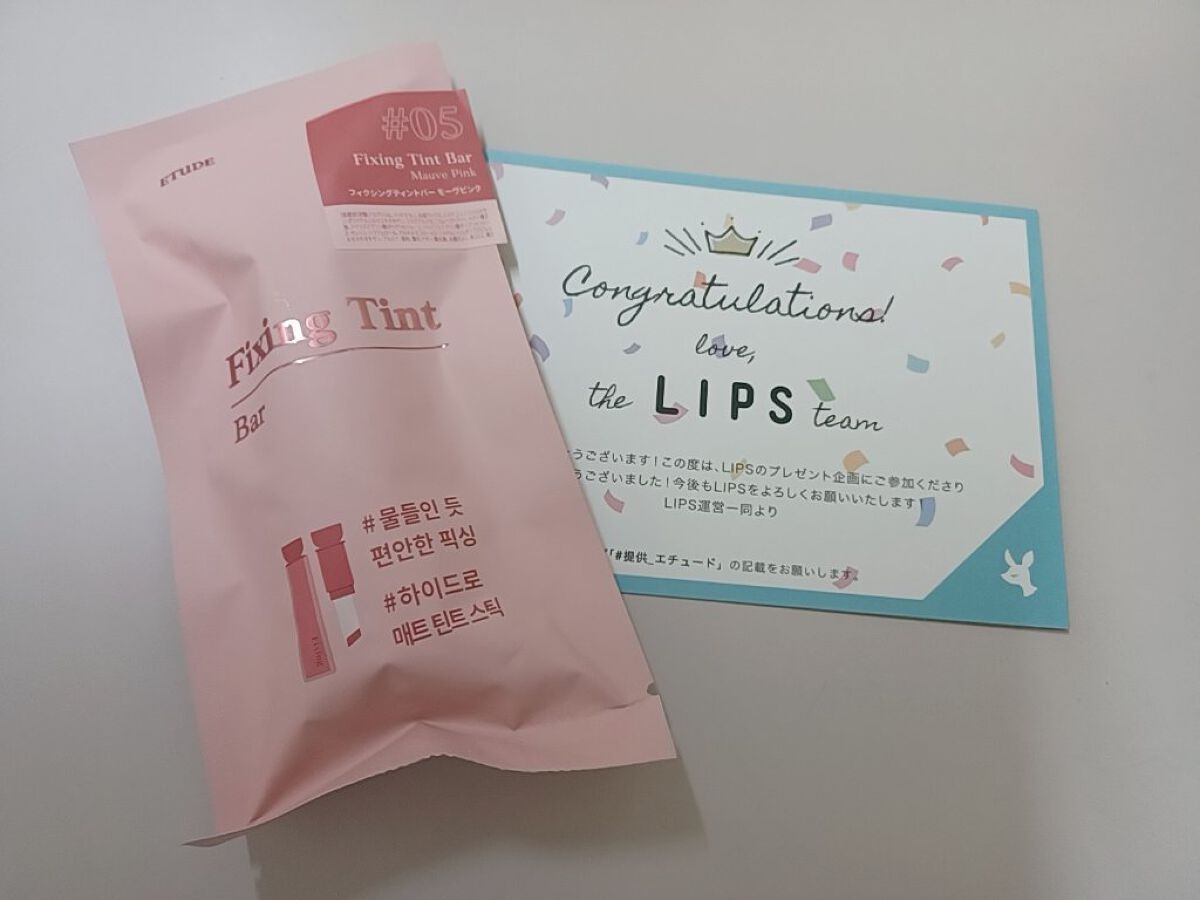 ETUDE
#05
Fixing Tint Bar
Mauve Pink
フィクシングティントバー モーヴピンク
Fixing Tint
Bar
#물들인 듯
편안한 픽싱
#하이드로
매트 틴트 스틱
Congratulations!
love,
the LIPS team
うございます!この度は、LIPSのプレゼント企画にご参加くださり
うございました!今後もLIPSをよろしくお願いいたします!
LIPS運営一同より
「#提供_エチュード」の記載をお願いします。